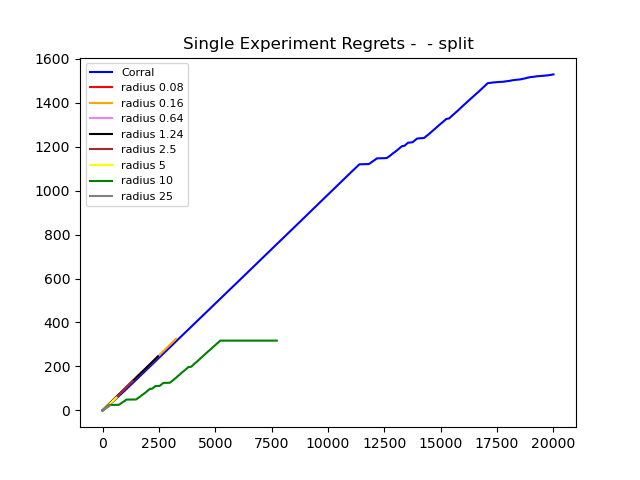 Single Experiment Regrets -  - split
1600
1400
1200
1000
800
600
400
200
0
Corral
radius 0.08
radius 0.16
radius 0.64
radius 1.24
radius 2.5
radius 5
radius 10
radius 25
0 2500 5000 7500 10000 12500 15000 17500 20000